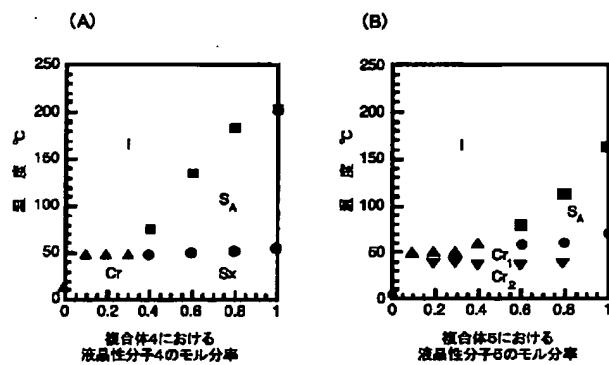 (A)
250
200
150
100
50
0
温度 ℃
I
S_A
Cr
Sx
0 0.2 0.4 0.6 0.8 1
複合体4における
液晶性分子4のモル分率
(B)
250
200
150
100
50
0
温度 ℃
I
S_A
Cr_1
Cr_2
0 0.2 0.4 0.6 0.8 1
複合体5における
液晶性分子5のモル分率